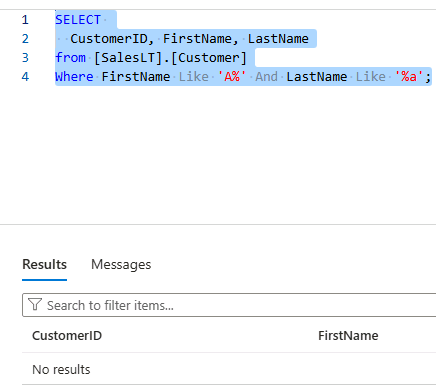 1 SELECT
2 CustomerID, FirstName, LastName
3 from [SalesLT].[Customer]
4 Where FirstName Like 'A%' And LastName Like '%a';
Results Messages
Search to filter items...
CustomerID FirstName
No results